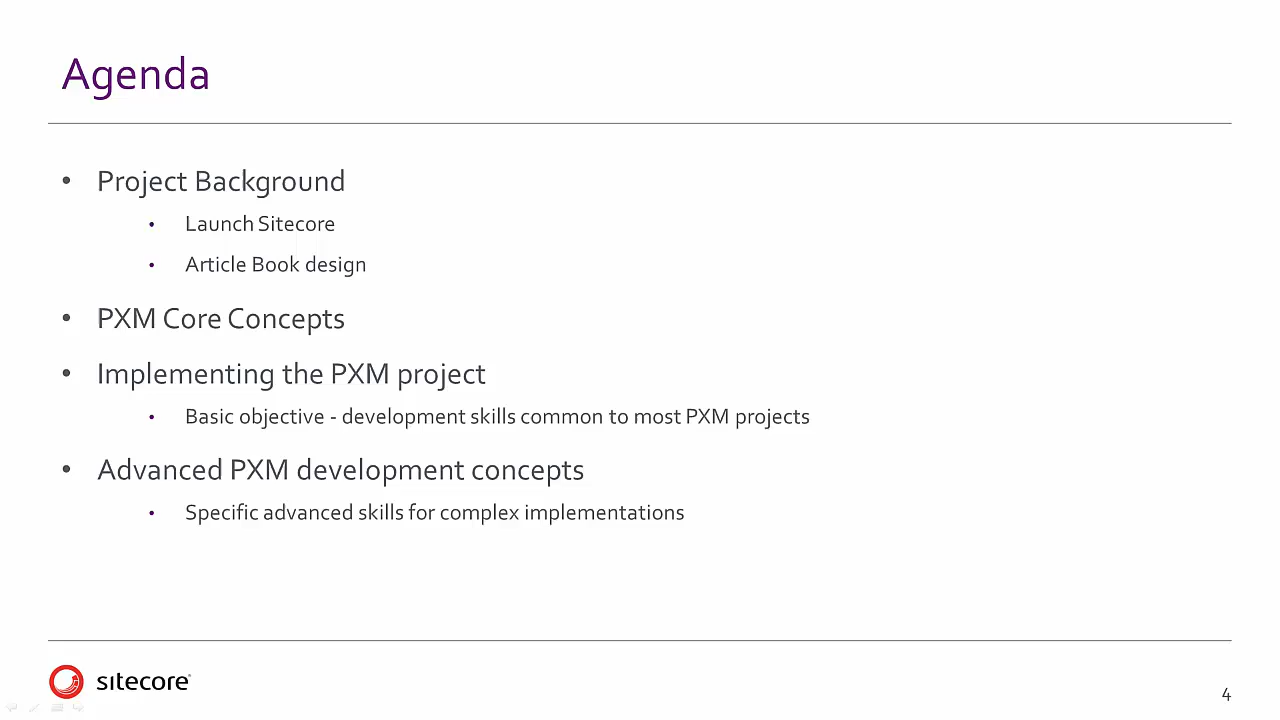 Agenda
• Project Background
• Launch Sitecore
• Article Book design
• PXM Core Concepts
• Implementing the PXM project
• Basic objective - development skills common to most PXM projects
• Advanced PXM development concepts
• Specific advanced skills for complex implementations
sitecore
4